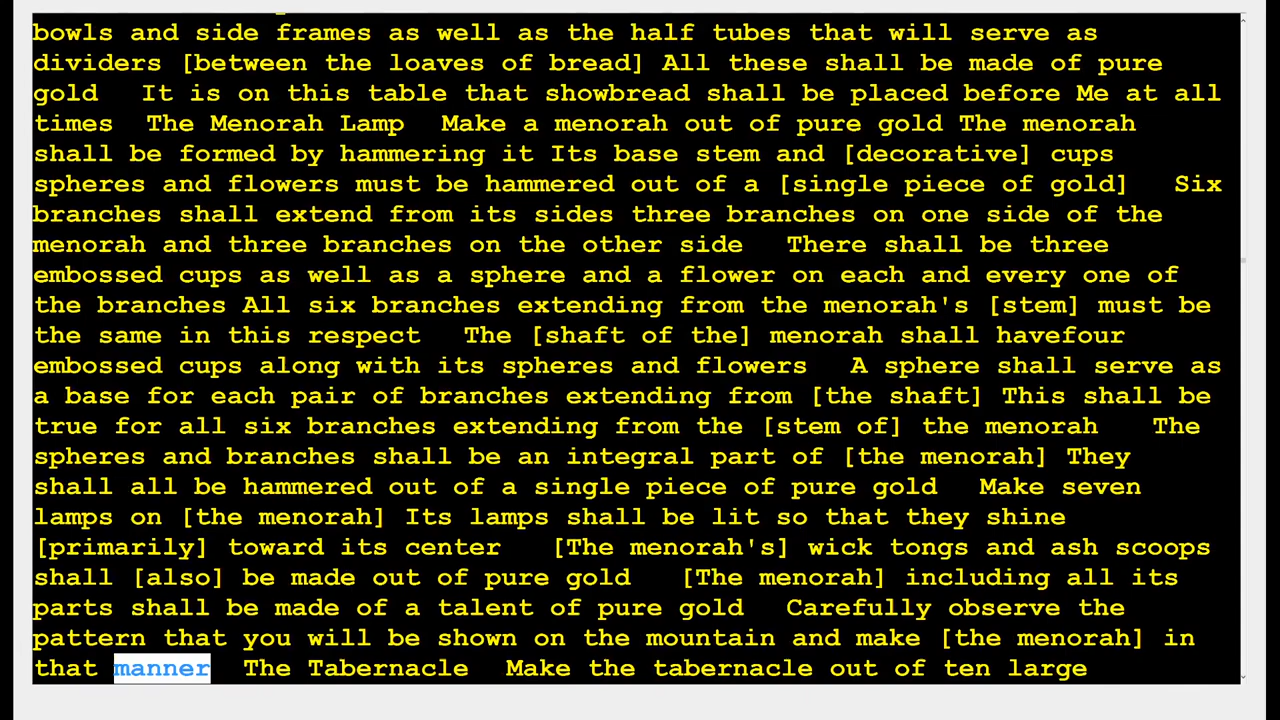 bowls and side frames as well as the half tubes that will serve as
dividers [between the loaves of bread] All these shall be made of pure
gold   It is on this table that showbread shall be placed before Me at all
times  The Menorah Lamp   Make a menorah out of pure gold The menorah
shall be formed by hammering it Its base stem and [decorative] cups
spheres and flowers must be hammered out of a [single piece of gold]   Six
branches shall extend from its sides three branches on one side of the
menorah and three branches on the other side   There shall be three
embossed cups as well as a sphere and a flower on each and every one of
the branches All six branches extending from the menorah's [stem] must be
the same in this respect   The [shaft of the] menorah shall havefour
embossed cups along with its spheres and flowers   A sphere shall serve as
a base for each pair of branches extending from [the shaft] This shall be
true for all six branches extending from the [stem of] the menorah   The
spheres and branches shall be an integral part of [the menorah] They
shall all be hammered out of a single piece of pure gold   Make seven
lamps on [the menorah] Its lamps shall be lit so that they shine
[primarily] toward its center   [The menorah's] wick tongs and ash scoops
shall [also] be made out of pure gold   [The menorah] including all its
parts shall be made of a talent of pure gold   Carefully observe the
pattern that you will be shown on the mountain and make [the menorah] in
that manner  The Tabernacle  Make the tabernacle out of ten large